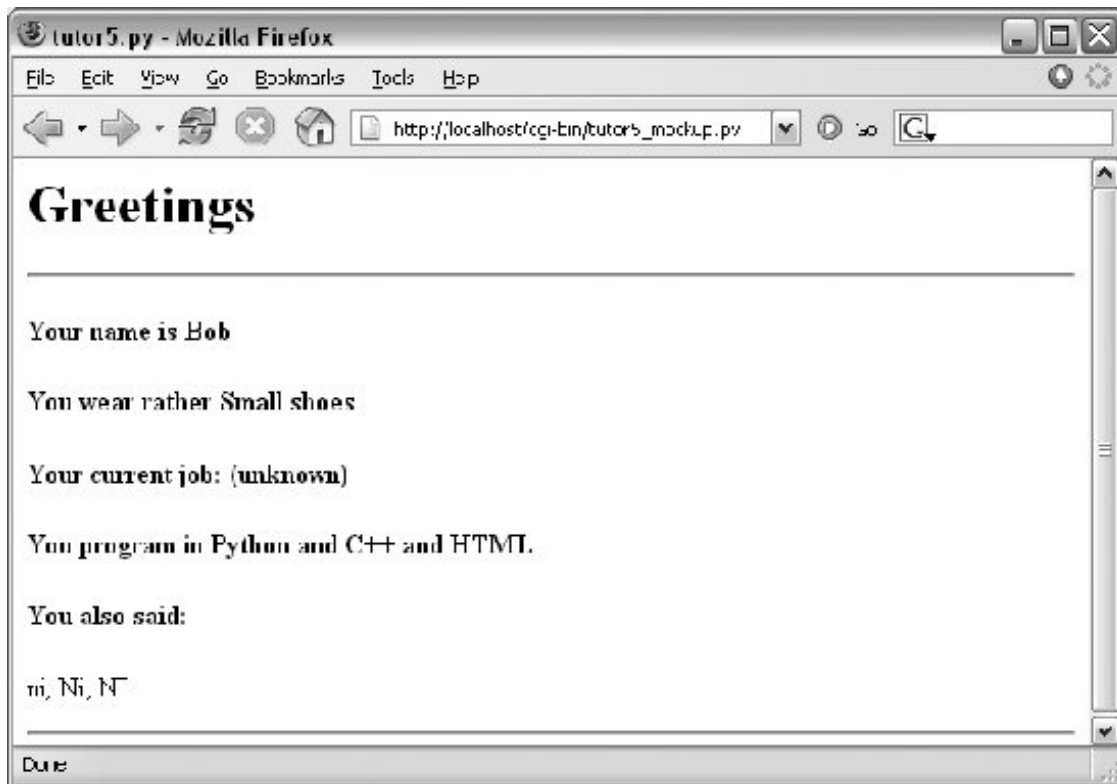 tutor5.py - Mozilla Firefox
File Edit View Go Bookmarks Tools Help
http://localhost/cgi-bin/tutor5_mockup.py Go G
Greetings
Your name is Bob
You wear rather Small shoes
Your current job: (unknown)
You program in Python and C++ and HTML
You also said:
ni, Ni,
Done